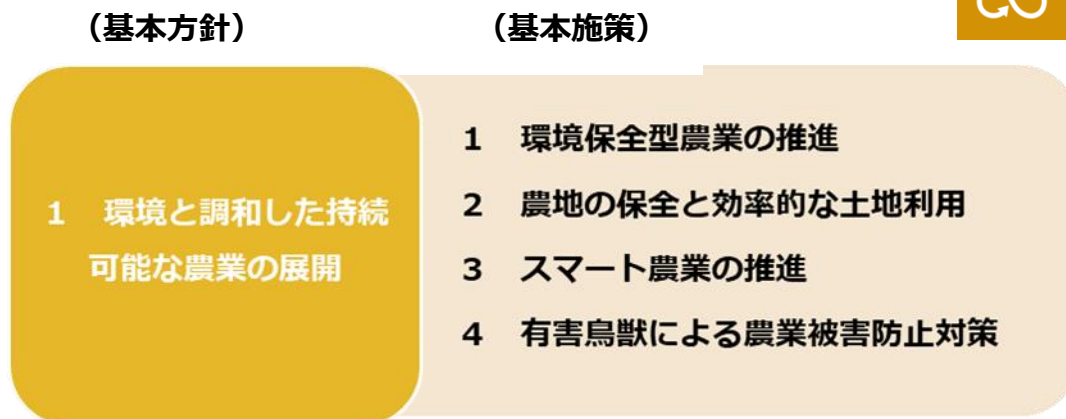 （基本方針） （基本施策）
1 環境と調和した持続
可能な農業の展開
1 環境保全型農業の推進
2 農地の保全と効率的な土地利用
3 スマート農業の推進
4 有害鳥獣による農業被害防止対策